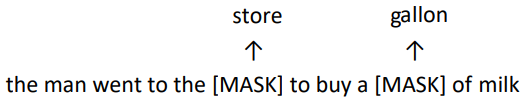 store gallon
↑ ↑
the man went to the [MASK] to buy a [MASK] of milk